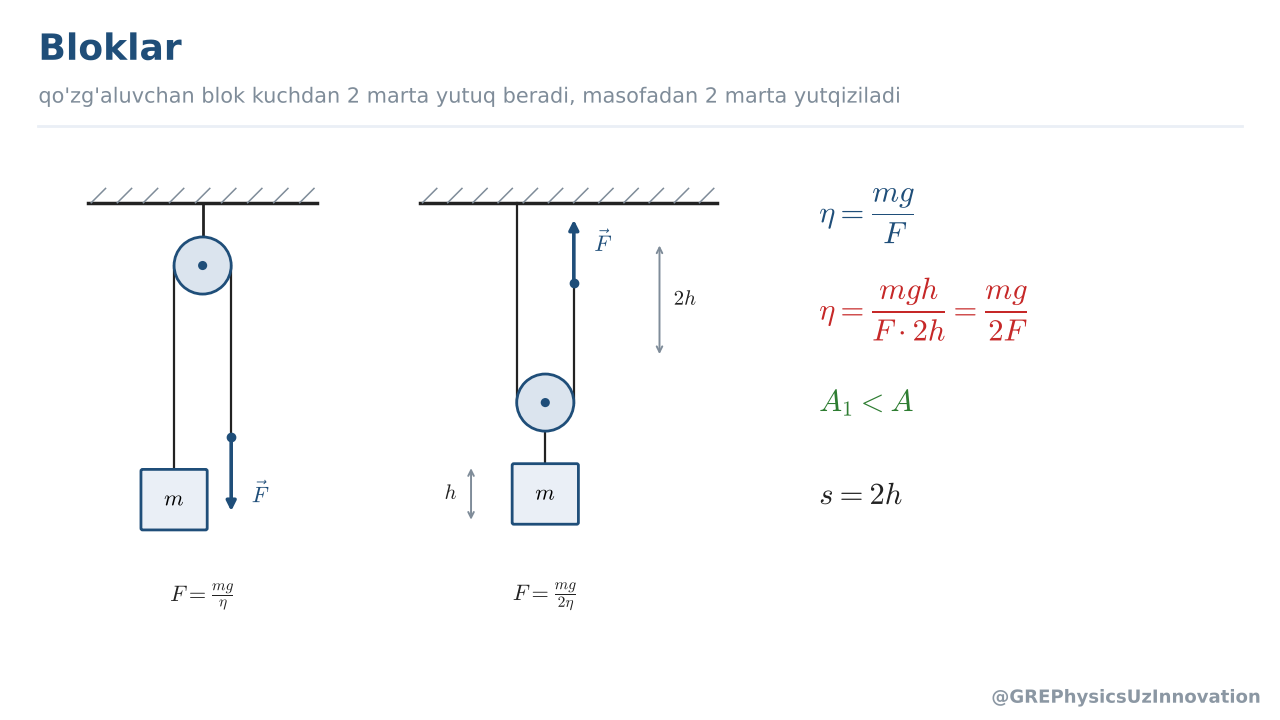 Bloklar
qo'zg'aluvchan blok kuchdan 2 marta yutuq beradi, masofadan 2 marta yutqiziladi
m
F⃗
F = mg/η
F⃗
2h
h
m
F = mg/2η
η = mg/F
η = mgh/F · 2h = mg/2F
A₁ < A
s = 2h
@GREPhysicsUzInnovation